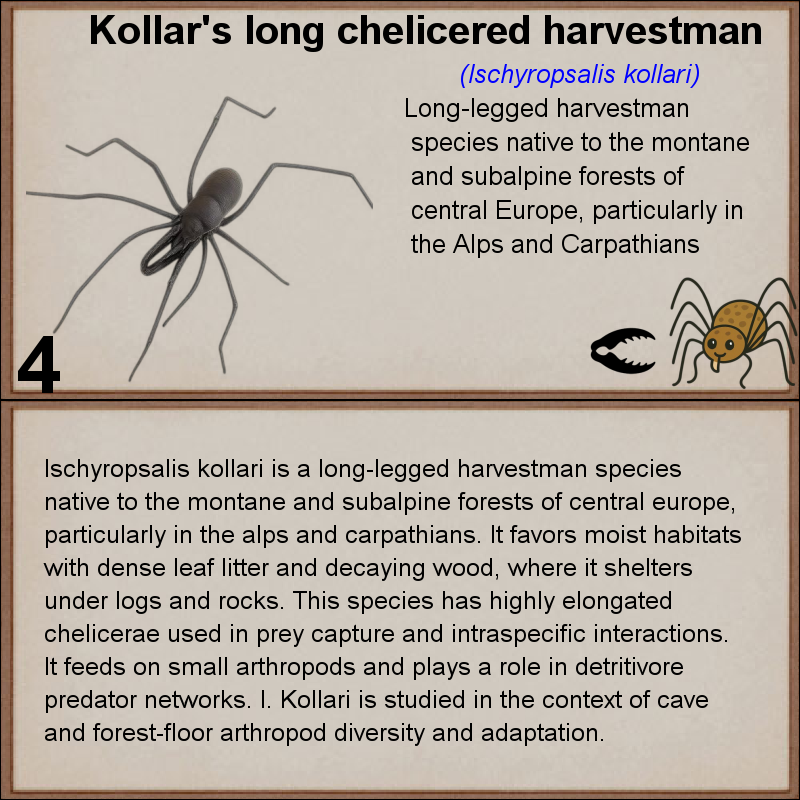 Kollar's long chelicered harvestman
(Ischyropsalis kollari)
Long-legged harvestman
species native to the montane
and subalpine forests of
central Europe, particularly in
the Alps and Carpathians
4
Ischyropsalis kollari is a long-legged harvestman species
native to the montane and subalpine forests of central europe,
particularly in the alps and carpathians. It favors moist habitats
with dense leaf litter and decaying wood, where it shelters
under logs and rocks. This species has highly elongated
chelicerae used in prey capture and intraspecific interactions.
It feeds on small arthropods and plays a role in detritivore
predator networks. I. Kollari is studied in the context of cave
and forest-floor arthropod diversity and adaptation.